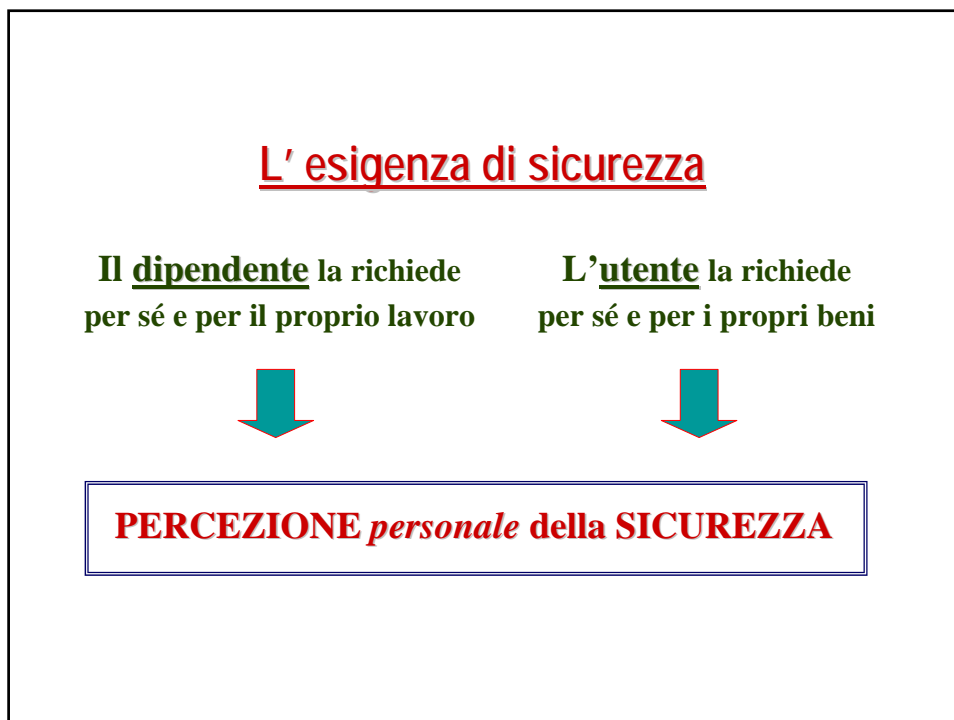 L' esigenza di sicurezza
Il dipendente la richiede
per sé e per il proprio lavoro
L’utente la richiede
per sé e per i propri beni
PERCEZIONE personale della SICUREZZA